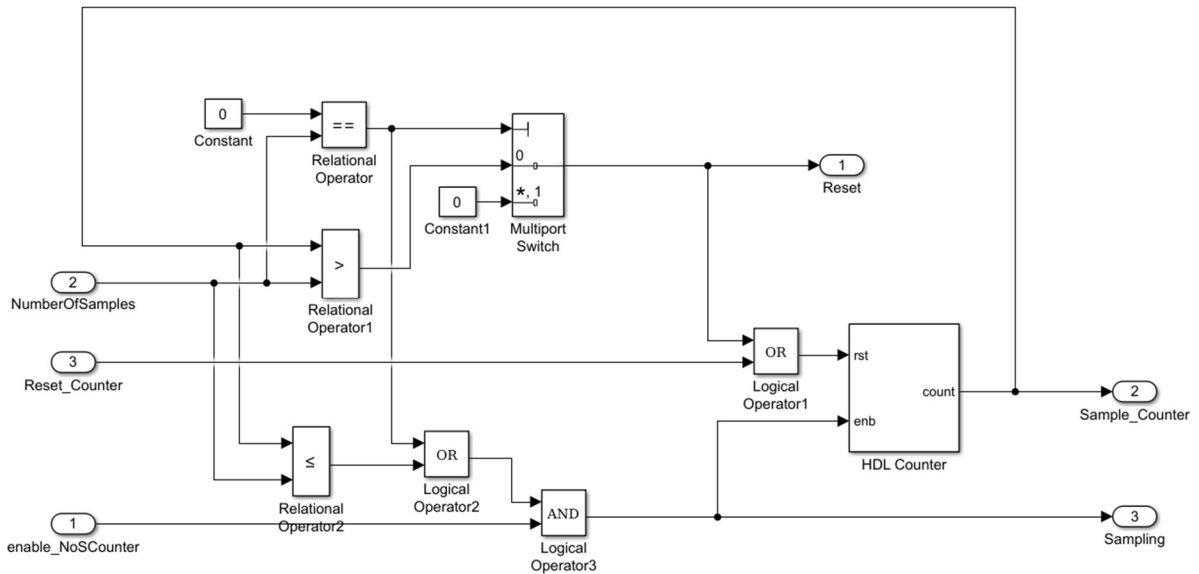 0
Constant
==
Relational
Operator
0
*, 1
0
Constant1
Multiport
Switch
1
Reset
>
Relational
Operator1
2
NumberOfSamples
3
Reset_Counter
OR
Logical
Operator1
rst
count
enb
HDL Counter
2
Sample_Counter
≤
Relational
Operator2
OR
Logical
Operator2
AND
Logical
Operator3
1
enable_NoSCounter
3
Sampling